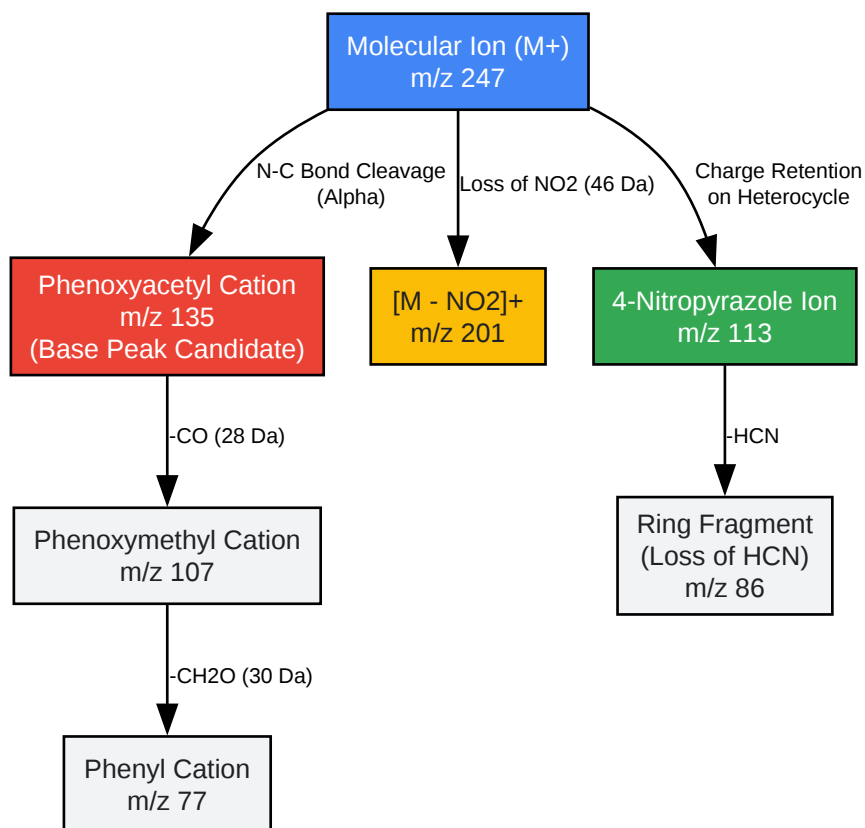 Molecular Ion (M+)
m/z 247
N-C Bond Cleavage
(Alpha)
Loss of NO2 (46 Da)
Charge Retention
on Heterocycle
Phenoxyacetyl Cation
m/z 135
(Base Peak Candidate)
[M - NO2]+
m/z 201
4-Nitropyrazole Ion
m/z 113
-CO (28 Da)
-HCN
Phenoxymethyl Cation
m/z 107
Ring Fragment
(Loss of HCN)
m/z 86
-CH2O (30 Da)
Phenyl Cation
m/z 77